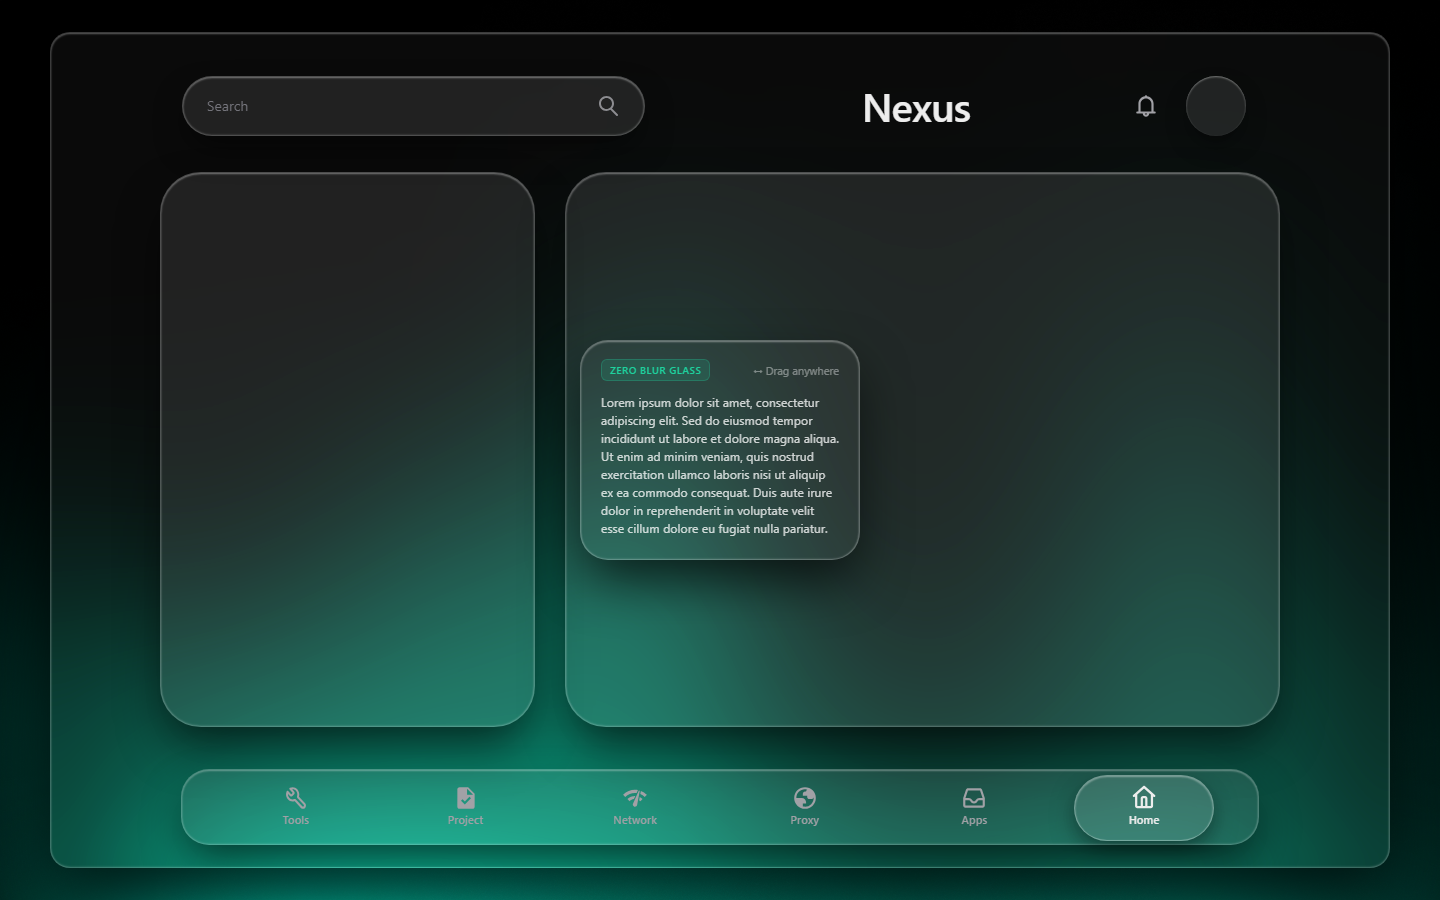 Search
Nexus
ZERO BLUR GLASS
↔ Drag anywhere
Lorem ipsum dolor sit amet, consectetur
adipiscing elit. Sed do eiusmod tempor
incididunt ut labore et dolore magna aliqua.
Ut enim ad minim veniam, quis nostrud
exercitation ullamco laboris nisi ut aliquip
ex ea commodo consequat. Duis aute irure
dolor in reprehenderit in voluptate velit
esse cillum dolore eu fugiat nulla pariatur.
Tools
Project
Network
Proxy
Apps
Home